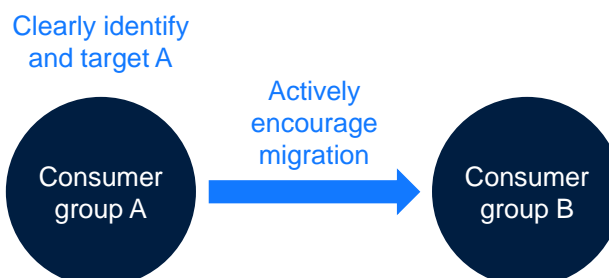 Clearly identify
and target A
Actively
encourage
migration
Consumer
group A
Consumer
group B